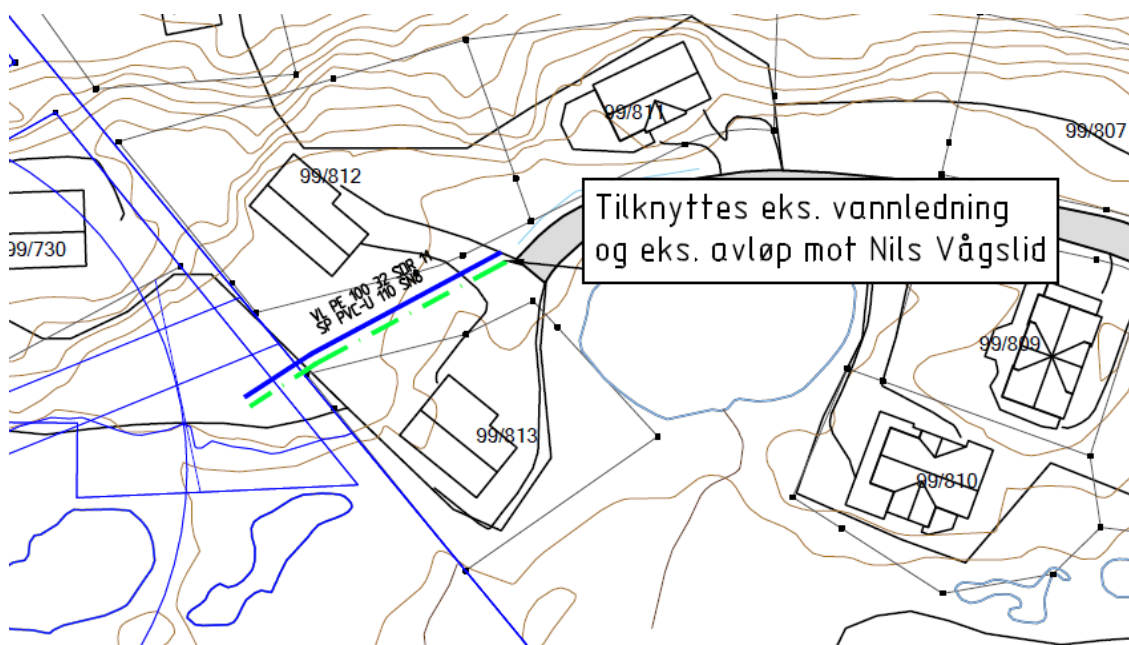 99/811
99/807
99/812
Tilknyttes eks. vannledning
og eks. avløp mot Nils Vågslid
99/730
VL PE 100 32 SDR 11
SP PVC-U 110 SN8
99/809
99/813
99/810